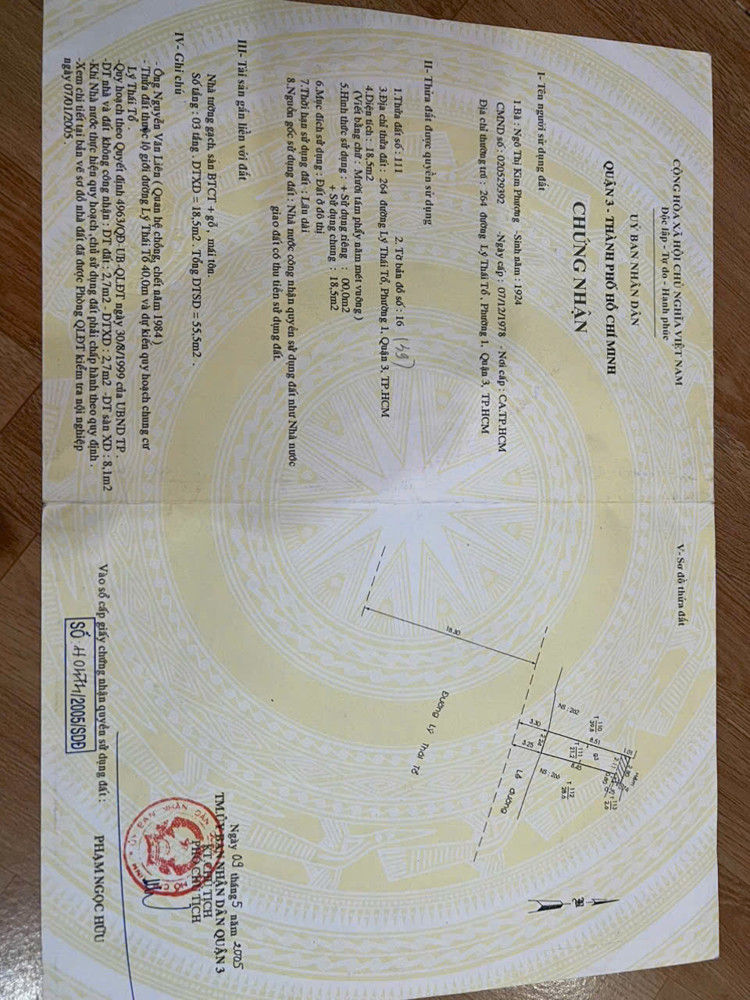 CỘNG HÒA XÃ HỘI CHỦ NGHĨA VIỆT NAM
Độc lập - Tự do - Hạnh phúc
UỶ BAN NHÂN DÂN
QUẬN 3 - THÀNH PHỐ HỒ CHÍ MINH
CHỨNG NHẬN
I- Tên người sử dụng đất
1.Bà : Ngô Thị Kim Phượng -Sinh năm : 1924
CMND số : 020529392 -Ngày cấp : 07/12/1978 . Nơi cấp : CA.TP.HCM
Địa chỉ thường trú : 264 đường Lý Thái Tổ , Phường 1, Quận 3, TP.HCM
II- Thửa đất được quyền sử dụng
1.Thửa đất số : 111 2. Tờ bản đồ số : 16 (49)
3.Địa chỉ thửa đất : 264 đường Lý Thái Tổ, Phường 1, Quận 3, TP.HCM
4.Diện tích : 18,5m2
(Viết bằng chữ : Mười tám phẩy năm mét vuông )
5.Hình thức sử dụng : + Sử dụng riêng : 00,0m2
+ Sử dụng chung : 18,5m2
6.Mục đích sử dụng : Đất ở đô thị
7.Thời hạn sử dụng đất : Lâu dài
8.Nguồn gốc sử dụng đất : Nhà nước công nhận quyền sử dụng đất như Nhà nước
giao đất có thu tiền sử dụng đất.
III- Tài sản gắn liền với đất
Nhà tường gạch, sàn BTCT + gỗ , mái tôn
Số tầng : 03 tầng . DTXD = 18,5m2 . Tổng DTSD = 55,5m2 .
IV- Ghi chú
- Ông Nguyễn Văn Liên ( Quan hệ chồng, chết năm 1984 )
- Thửa đất thuộc lộ giới đường Lý Thái Tổ 40,0m và dự kiến quy hoạch chung cư
Lý Thái Tổ .
-Quy hoạch theo Quyết định 4963/QĐ-UB-QLĐT ngày 30/8/1999 của UBND TP .
-DT nhà và đất không công nhận : DT đất : 2,7m2 - DTXD : 2,7m2 -DT sàn XD : 8,1m2
-Khi Nhà nước thực hiện quy hoạch , chủ sử dụng đất phải chấp hành theo quy định .
-Xem chi tiết tại bản vẽ sơ đồ nhà đất đã được Phòng QLĐT kiểm tra nội nghiệp
ngày 07/01/2005 .
V- Sơ đồ thửa đất
18.30
Đường Lý Thái Tổ
Lề đường
NS : 202
NS : 206
3.30
3.25
8.51
Ngày 09 tháng 5 năm 2005
TM.ỦY BAN NHÂN DÂN QUẬN 3
KT CHỦ TỊCH
PHÓ CHỦ TỊCH
PHẠM NGỌC HỮU
Vào sổ cấp giấy chứng nhận quyền sử dụng đất :